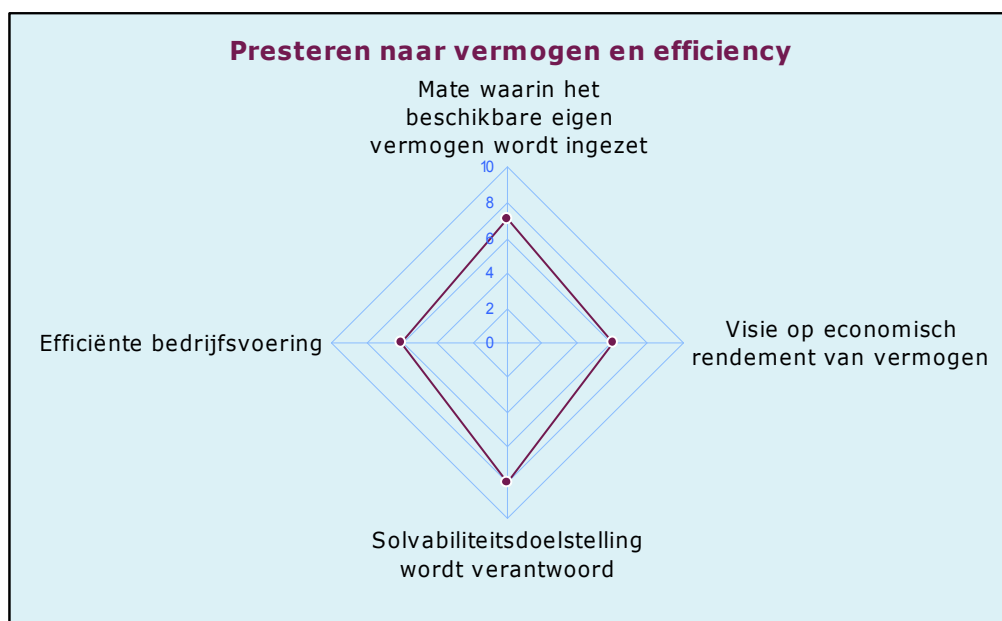 Presteren naar vermogen en efficiency
Mate waarin het
beschikbare eigen
vermogen wordt ingezet
10
8
6
4
2
0
Efficiënte bedrijfsvoering
Visie op economisch
rendement van vermogen
Solvabiliteitsdoelstelling
wordt verantwoord